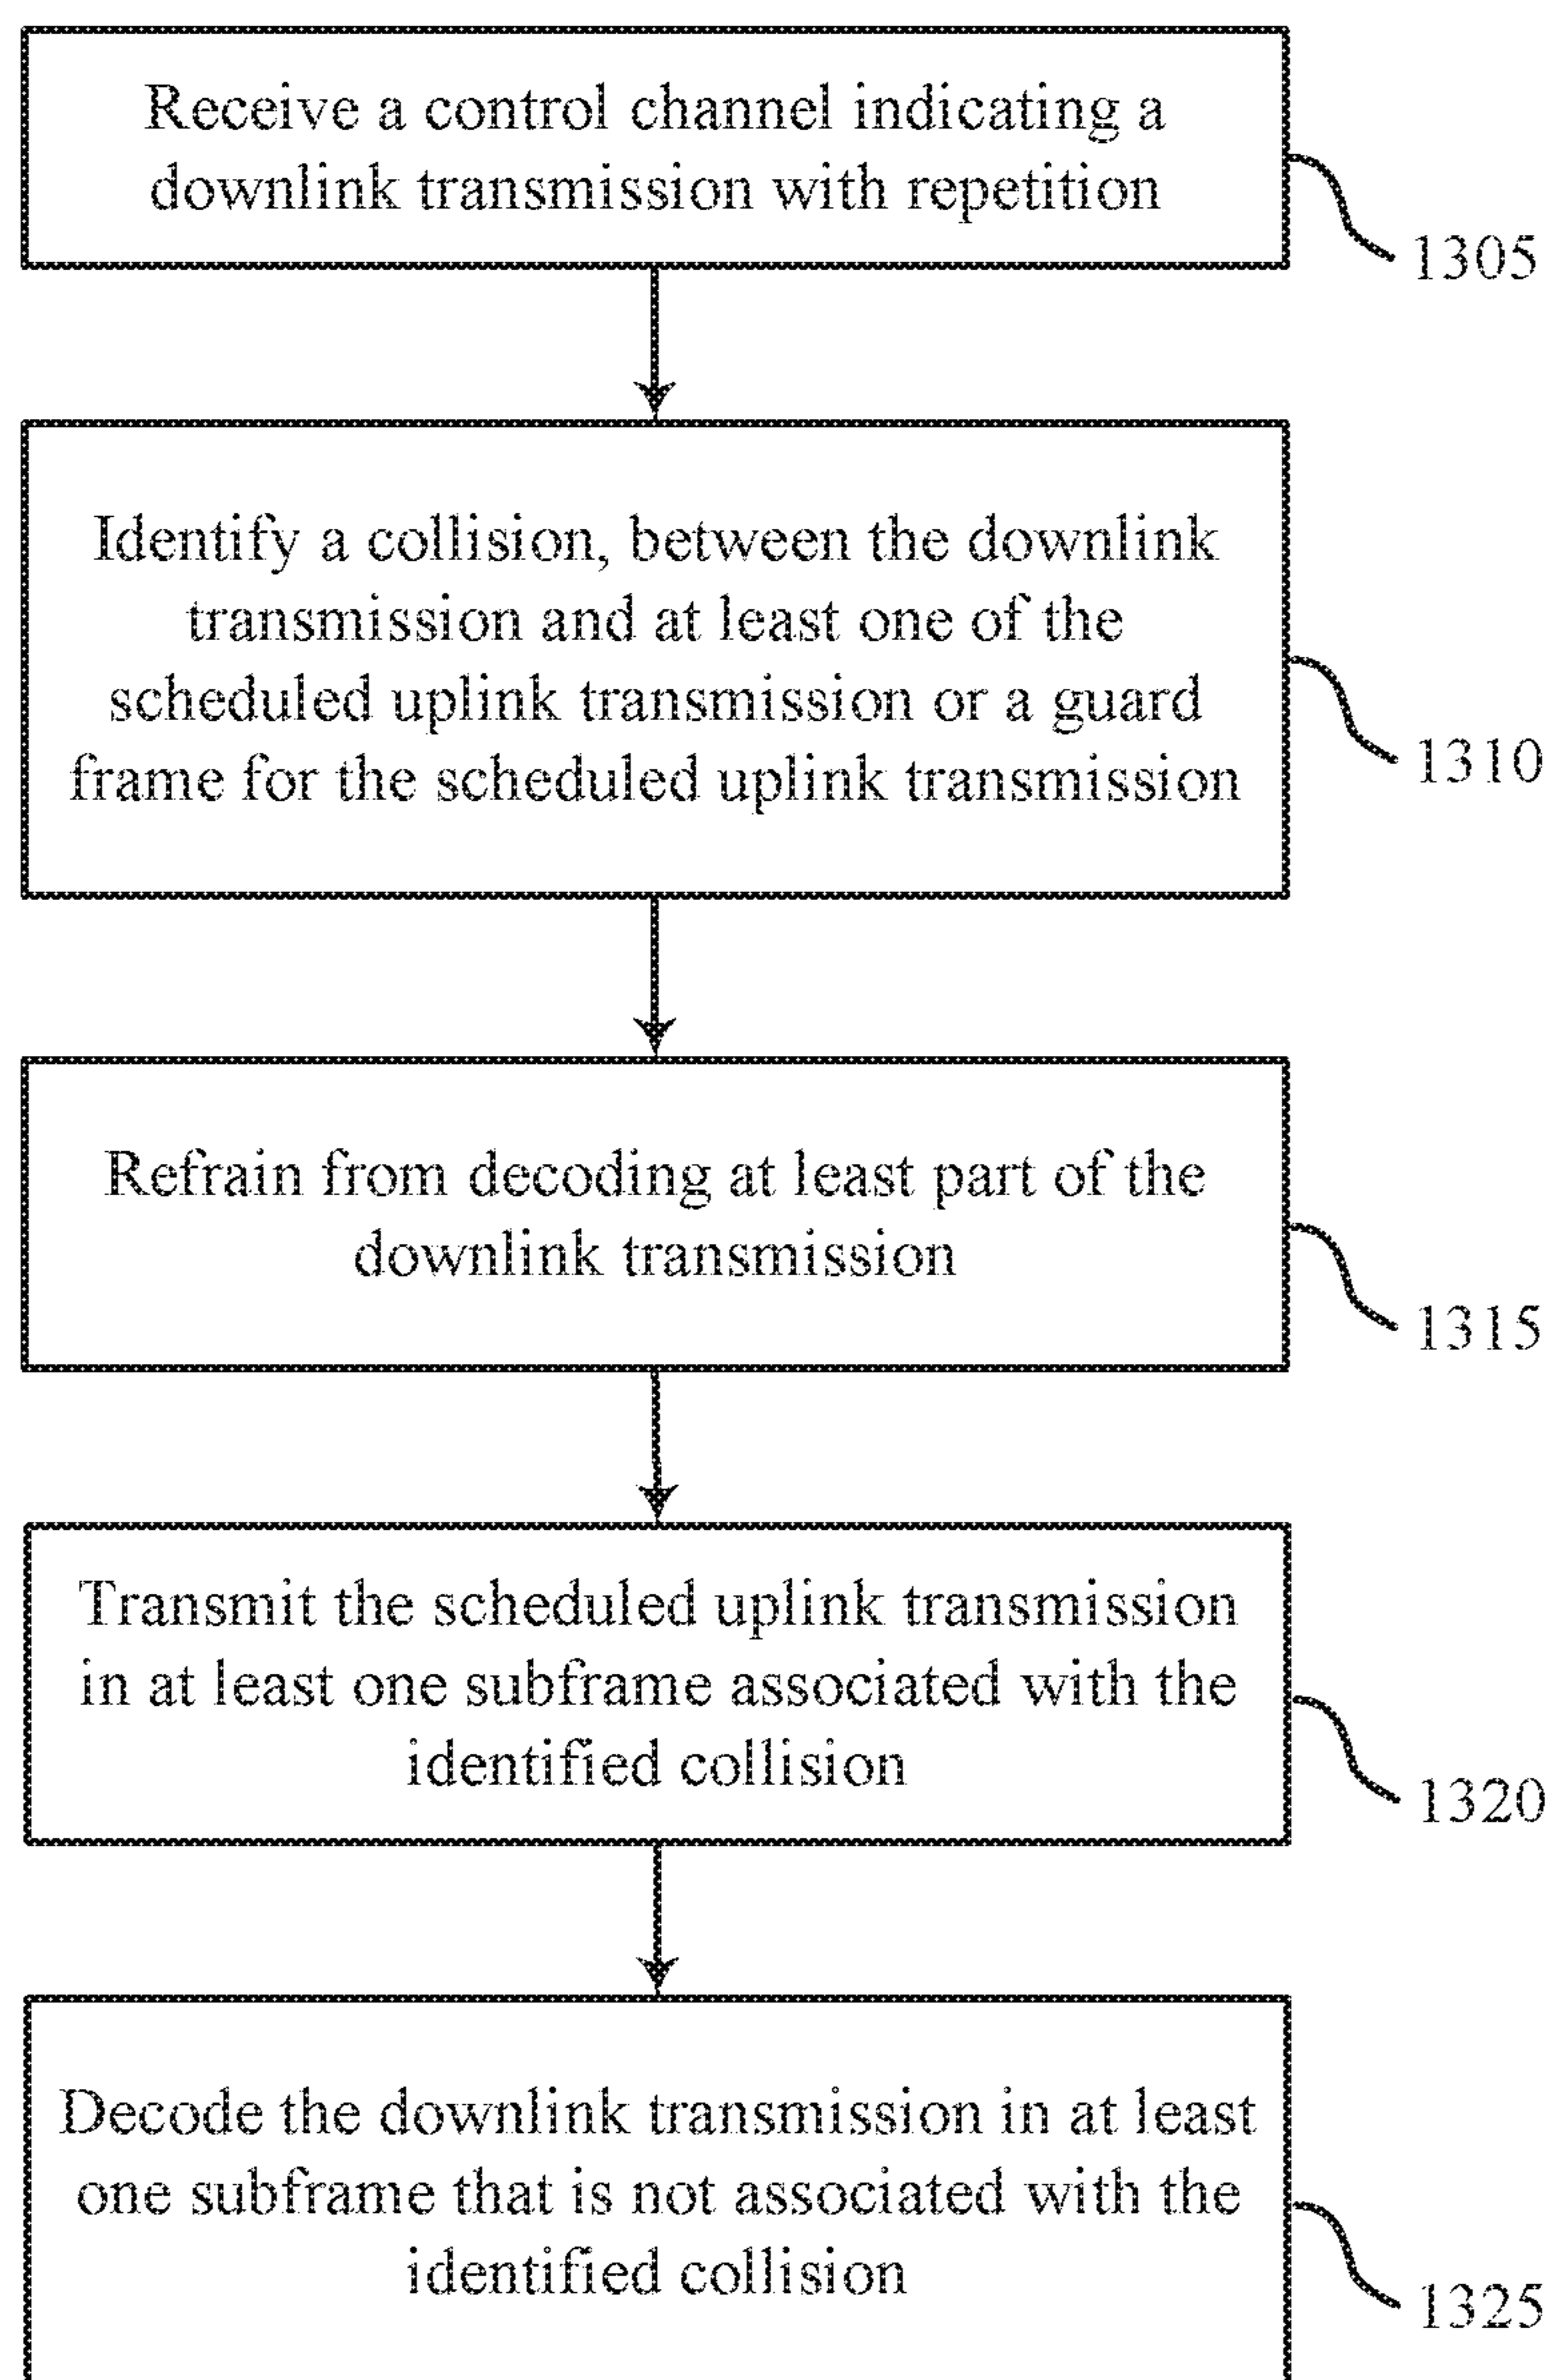 Receive a control channel indicating a
downlink transmission with repetition
1305
Identify a collision, between the downlink
transmission and at least one of the
scheduled uplink transmission or a guard
frame for the scheduled uplink transmission
1310
Refrain from decoding at least part of the
downlink transmission
1315
Transmit the scheduled uplink transmission
in at least one subframe associated with the
identified collision
1320
Decode the downlink transmission in at least
one subframe that is not associated with the
identified collision
1325